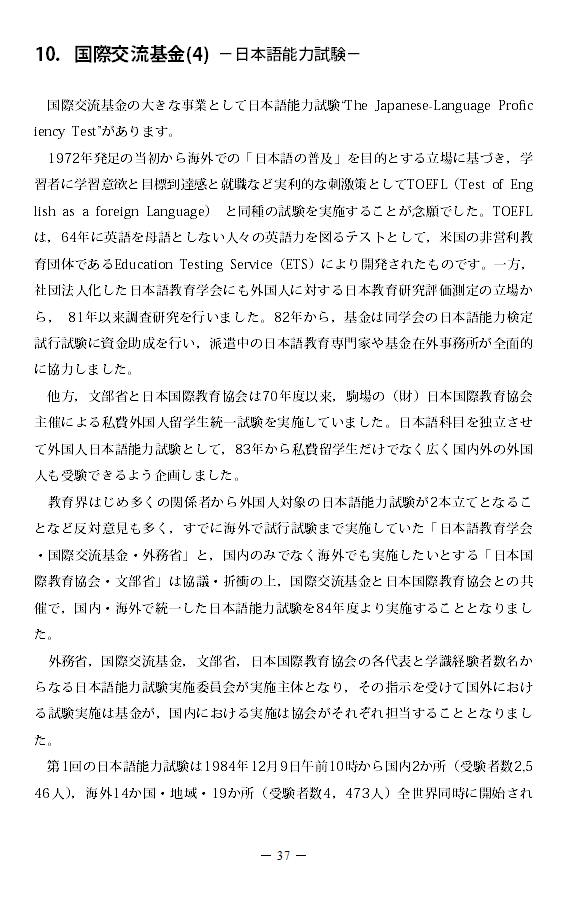 10. 国際交流基金(4) －日本語能力試験－
国際交流基金の大きな事業として日本語能力試験“The Japanese-Language Profic
iency Test”があります。
1972年発足の当初から海外での「日本語の普及」を目的とする立場に基づき，学
習者に学習意欲と目標到達感と就職など実利的な刺激策としてTOEFL（Test of Eng
lish as a foreign Language） と同種の試験を実施することが念願でした。TOEFL
は，64年に英語を母語としない人々の英語力を図るテストとして，米国の非営利教
育団体であるEducation Testing Service（ETS）により開発されたものです。一方，
社団法人化した日本語教育学会にも外国人に対する日本教育研究評価測定の立場か
ら， 81年以来調査研究を行いました。82年から，基金は同学会の日本語能力検定
試行試験に資金助成を行い，派遣中の日本語教育専門家や基金在外事務所が全面的
に協力しました。
他方，文部省と日本国際教育協会は70年度以来，駒場の（財）日本国際教育協会
主催による私費外国人留学生統一試験を実施していました。日本語科目を独立させ
て外国人日本語能力試験として，83年から私費留学生だけでなく広く国内外の外国
人も受験できるよう企画しました。
教育界はじめ多くの関係者から外国人対象の日本語能力試験が2本立てとなるこ
となど反対意見も多く，すでに海外で試行試験まで実施していた「日本語教育学会
・国際交流基金・外務省」と，国内のみでなく海外でも実施したいとする「日本国
際教育協会・文部省」は協議・折衝の上，国際交流基金と日本国際教育協会との共
催で，国内・海外で統一した日本語能力試験を84年度より実施することとなりまし
た。
外務省，国際交流基金，文部省，日本国際教育協会の各代表と学識経験者数名か
らなる日本語能力試験実施委員会が実施主体となり，その指示を受けて国外におけ
る試験実施は基金が，国内における実施は協会がそれぞれ担当することとなりまし
た。
第1回の日本語能力試験は1984年12月9日午前10時から国内2か所（受験者数2,5
46人），海外14か国・地域・19か所（受験者数4，473人）全世界同時に開始され
－ 37 －